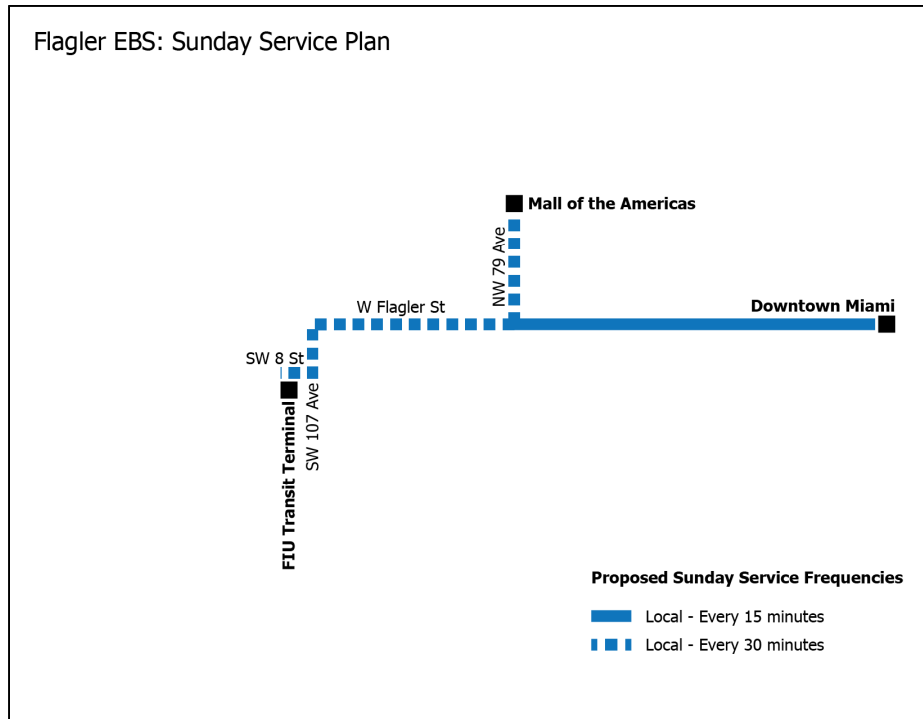 Flagler EBS: Sunday Service Plan
Mall of the Americas
NW 79 Ave
W Flagler St
Downtown Miami
SW 8 St
SW 107 Ave
FIU Transit Terminal
Proposed Sunday Service Frequencies
Local - Every 15 minutes
Local - Every 30 minutes